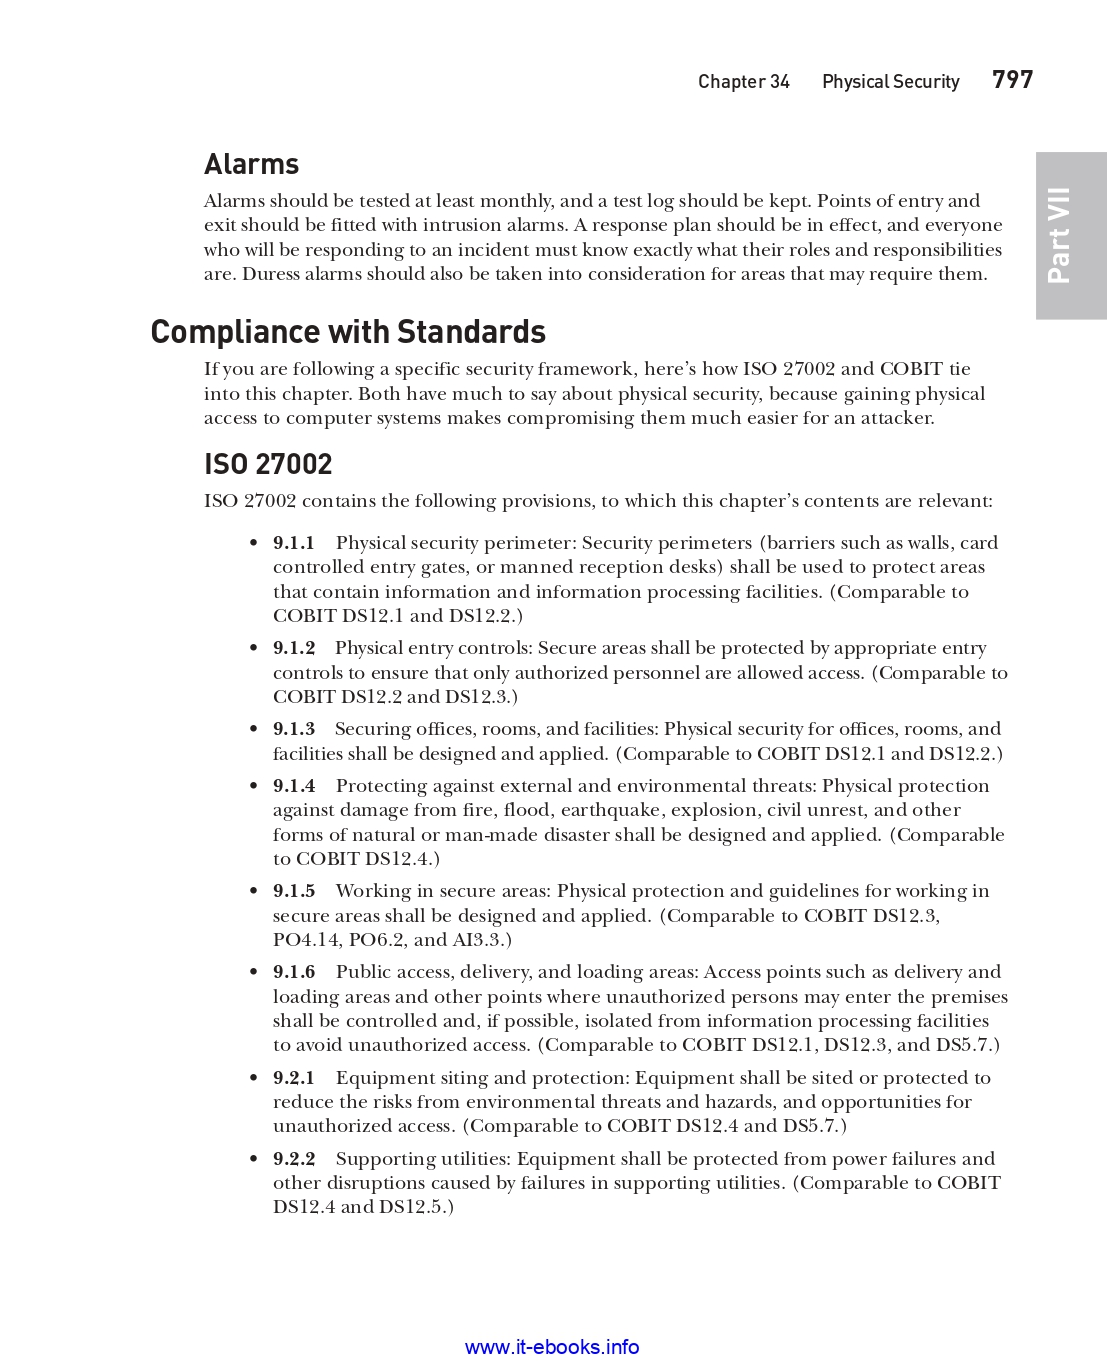 Chapter 34 Physical Security 797
Part VII
Alarms
Alarms should be tested at least monthly, and a test log should be kept. Points of entry and
exit should be fitted with intrusion alarms. A response plan should be in effect, and everyone
who will be responding to an incident must know exactly what their roles and responsibilities
are. Duress alarms should also be taken into consideration for areas that may require them.
Compliance with Standards
If you are following a specific security framework, here’s how ISO 27002 and COBIT tie
into this chapter. Both have much to say about physical security, because gaining physical
access to computer systems makes compromising them much easier for an attacker.
ISO 27002
ISO 27002 contains the following provisions, to which this chapter’s contents are relevant:
• 9.1.1 Physical security perimeter: Security perimeters (barriers such as walls, card
controlled entry gates, or manned reception desks) shall be used to protect areas
that contain information and information processing facilities. (Comparable to
COBIT DS12.1 and DS12.2.)
• 9.1.2 Physical entry controls: Secure areas shall be protected by appropriate entry
controls to ensure that only authorized personnel are allowed access. (Comparable to
COBIT DS12.2 and DS12.3.)
• 9.1.3 Securing offices, rooms, and facilities: Physical security for offices, rooms, and
facilities shall be designed and applied. (Comparable to COBIT DS12.1 and DS12.2.)
• 9.1.4 Protecting against external and environmental threats: Physical protection
against damage from fire, flood, earthquake, explosion, civil unrest, and other
forms of natural or man-made disaster shall be designed and applied. (Comparable
to COBIT DS12.4.)
• 9.1.5 Working in secure areas: Physical protection and guidelines for working in
secure areas shall be designed and applied. (Comparable to COBIT DS12.3,
PO4.14, PO6.2, and AI3.3.)
• 9.1.6 Public access, delivery, and loading areas: Access points such as delivery and
loading areas and other points where unauthorized persons may enter the premises
shall be controlled and, if possible, isolated from information processing facilities
to avoid unauthorized access. (Comparable to COBIT DS12.1, DS12.3, and DS5.7.)
• 9.2.1 Equipment siting and protection: Equipment shall be sited or protected to
reduce the risks from environmental threats and hazards, and opportunities for
unauthorized access. (Comparable to COBIT DS12.4 and DS5.7.)
• 9.2.2 Supporting utilities: Equipment shall be protected from power failures and
other disruptions caused by failures in supporting utilities. (Comparable to COBIT
DS12.4 and DS12.5.)
www.it-ebooks.info